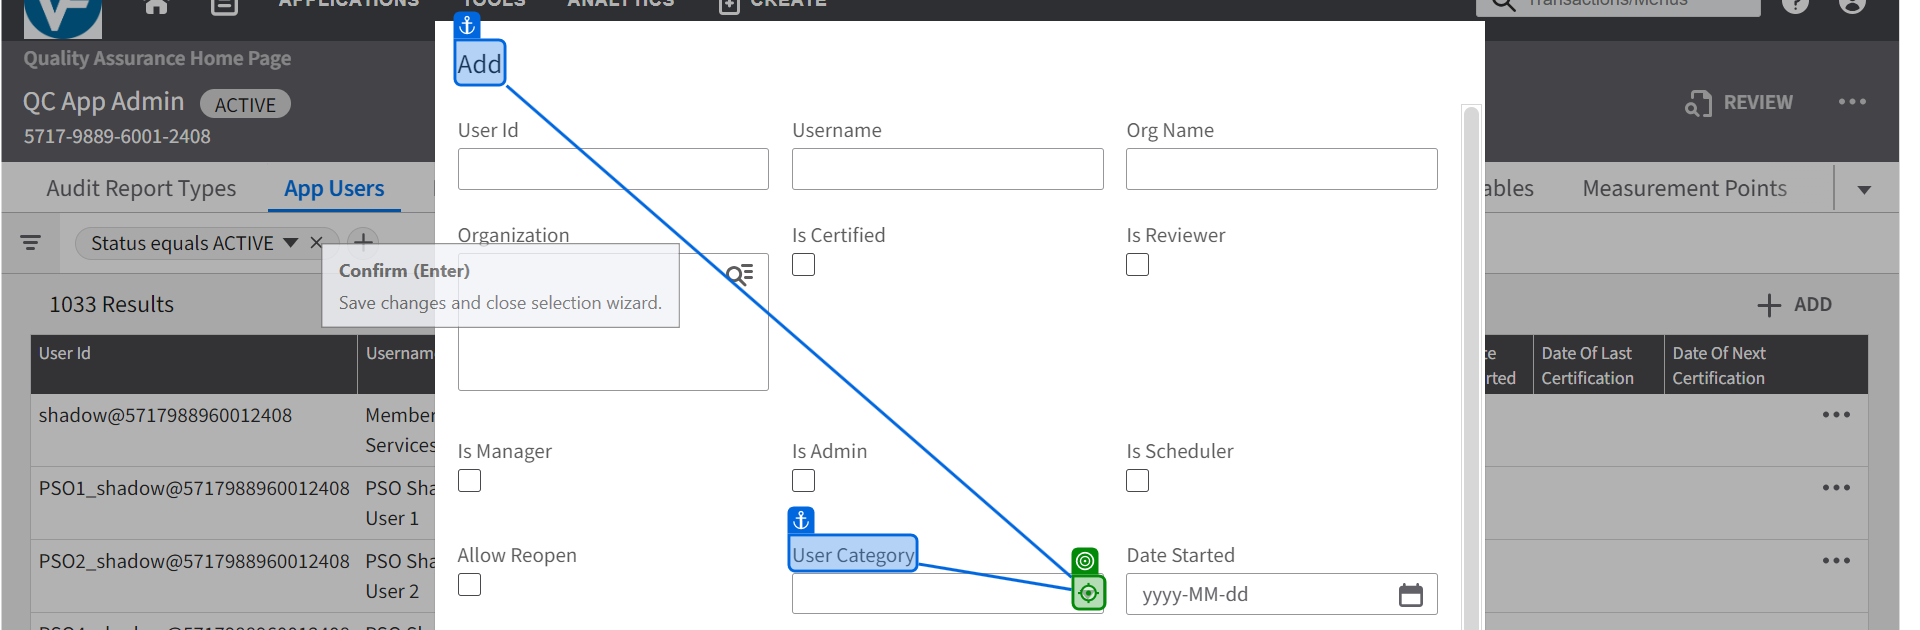 APPLICATIONS
TOOLS
ANALYTICS
CREATE
Transactions/Menus
?
Quality Assurance Home Page
QC App Admin ACTIVE
5717-9889-6001-2408
REVIEW
Audit Report Types
App Users
ables
Measurement Points
Status equals ACTIVE
1033 Results
ADD
Add
User Id
Username
Org Name
Organization
Is Certified
Is Reviewer
Confirm (Enter)
Save changes and close selection wizard.
Is Manager
Is Admin
Is Scheduler
Allow Reopen
User Category
Date Started
yyyy-MM-dd
User Id
Usernam
te
rted
Date Of Last
Certification
Date Of Next
Certification
shadow@5717988960012408
Member
Services
PSO1_shadow@5717988960012408
PSO Sha
User 1
PSO2_shadow@5717988960012408
PSO Sha
User 2